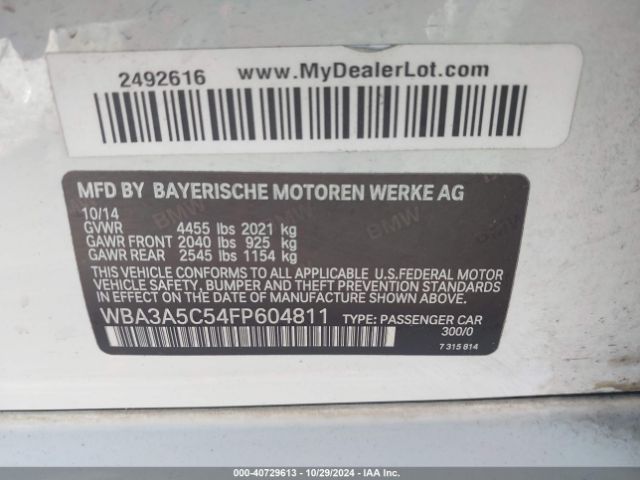 2492616 www.MyDealerLot.com
MFD BY BAYERISCHE MOTOREN WERKE AG
10/14
GVWR 4455 lbs 2021 kg
GAWR FRONT 2040 lbs 925 kg
GAWR REAR 2545 lbs 1154 kg
THIS VEHICLE CONFORMS TO ALL APPLICABLE U.S.FEDERAL MOTOR
VEHICLE SAFETY, BUMPER AND THEFT PREVENTION STANDARDS
IN EFFECT ON THE DATE OF MANUFACTURE SHOWN ABOVE.
WBA3A5C54FP604811 TYPE: PASSENGER CAR
300/0
7 315 814
BMW
BMW
000-40729613 - 10/29/2024 - IAA Inc.